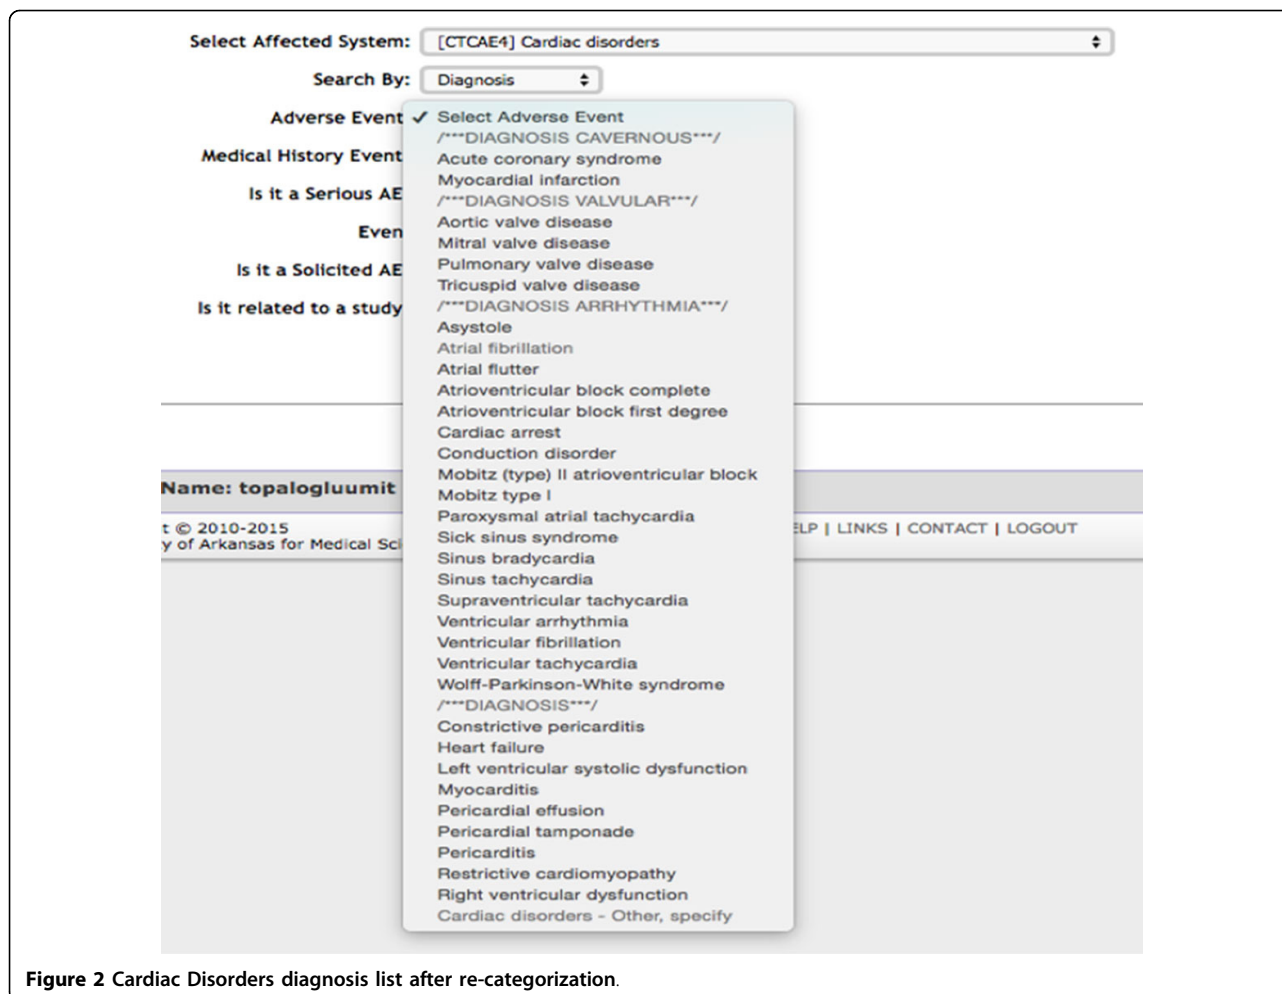 Select Affected System: [CTCAE4] Cardiac disorders
Search By: Diagnosis
Adverse Event ✓ Select Adverse Event
/***DIAGNOSIS CAVERNOUS***/
Medical History Event Acute coronary syndrome
Myocardial infarction
Is it a Serious AE /***DIAGNOSIS VALVULAR***/
Aortic valve disease
Even Mitral valve disease
Is it a Solicited AE Pulmonary valve disease
Tricuspid valve disease
Is it related to a study /***DIAGNOSIS ARRHYTHMIA***/
Asystole
Atrial fibrillation
Atrial flutter
Atrioventricular block complete
Atrioventricular block first degree
Cardiac arrest
Conduction disorder
Mobitz (type) II atrioventricular block
Name: topalogluumit Mobitz type I
Paroxysmal atrial tachycardia
t © 2010-2015 Sick sinus syndrome ELP | LINKS | CONTACT | LOGOUT
y of Arkansas for Medical Sci
Sinus bradycardia
Sinus tachycardia
Supraventricular tachycardia
Ventricular arrhythmia
Ventricular fibrillation
Ventricular tachycardia
Wolff-Parkinson-White syndrome
/***DIAGNOSIS***/
Constrictive pericarditis
Heart failure
Left ventricular systolic dysfunction
Myocarditis
Pericardial effusion
Pericardial tamponade
Pericarditis
Restrictive cardiomyopathy
Right ventricular dysfunction
Cardiac disorders - Other, specify
Figure 2 Cardiac Disorders diagnosis list after re-categorization.